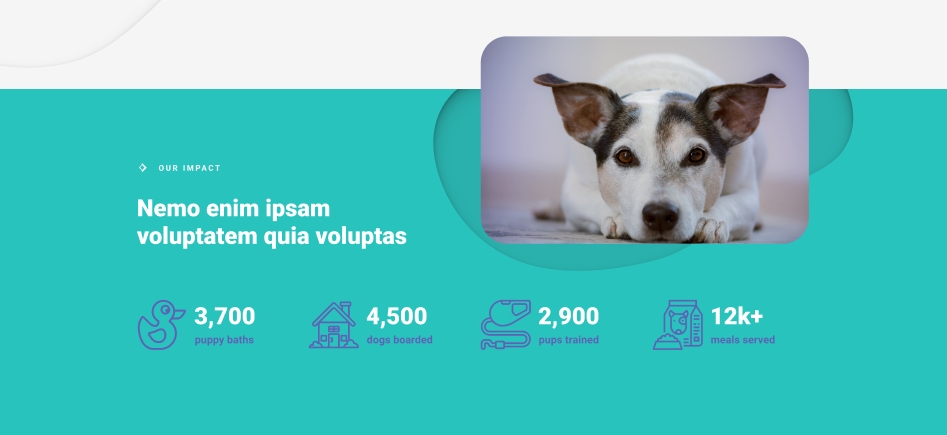 OUR IMPACT
Nemo enim ipsam
voluptatem quia voluptas
3,700
puppy baths
4,500
dogs boarded
2,900
pups trained
12k+
meals served